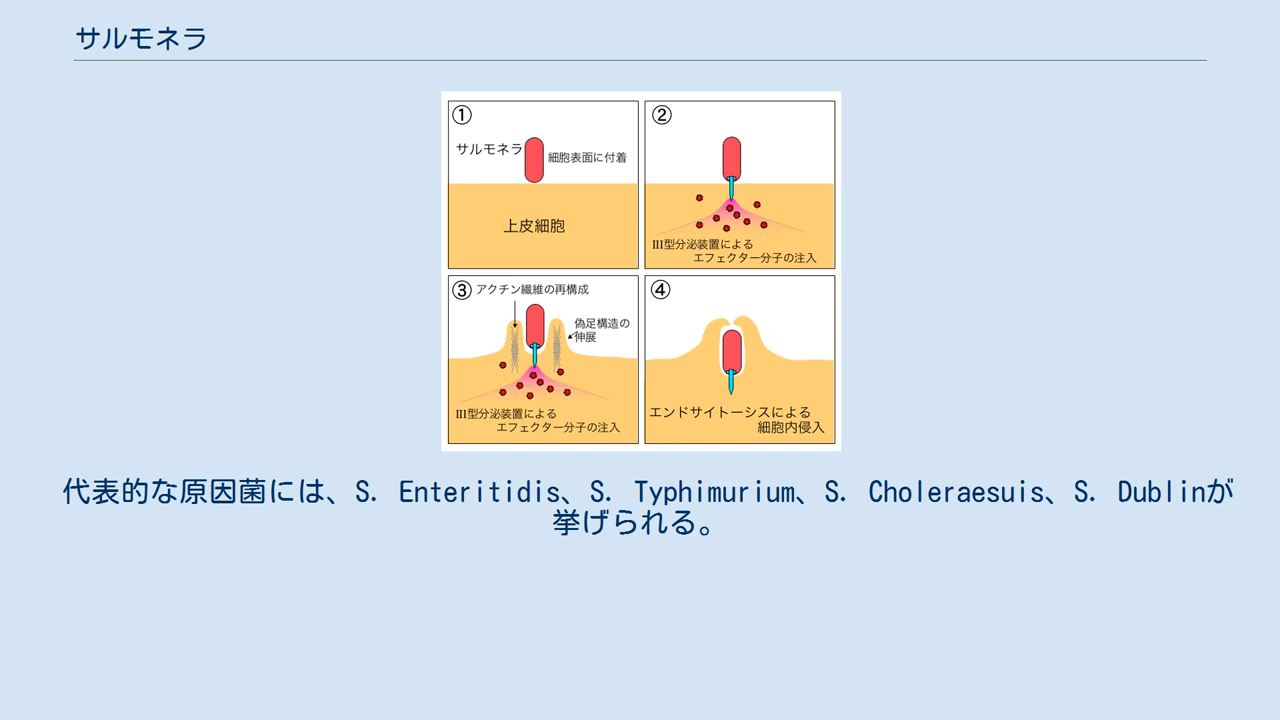 サルモネラ
①
サルモネラ
細胞表面に付着
上皮細胞
②
III型分泌装置による
エフェクター分子の注入
③
アクチン繊維の再構成
偽足構造の
伸展
III型分泌装置による
エフェクター分子の注入
④
エンドサイトーシスによる
細胞内侵入
代表的な原因菌には、S. Enteritidis、S. Typhimurium、S. Choleraesuis、S. Dublinが
挙げられる。